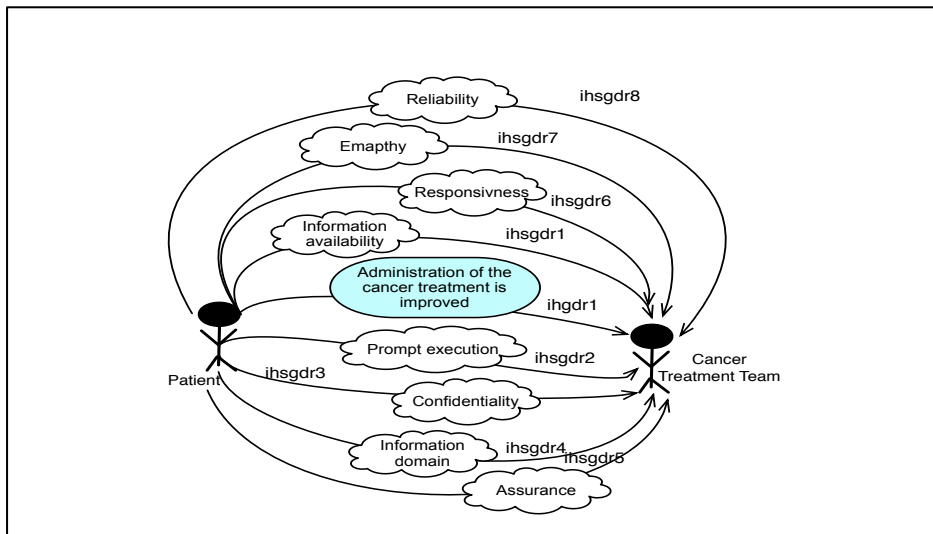 Reliability
ihsgdr8
Emapthy
ihsgdr7
Responsivness
ihsgdr6
Information
availability
ihsgdr1
Administration of the
cancer treatment is
improved
ihgdr1
Prompt execution
ihsgdr2
Cancer
Treatment Team
Patient
ihsgdr3
Confidentiality
Information
domain
ihsgdr4
ihsgdr5
Assurance